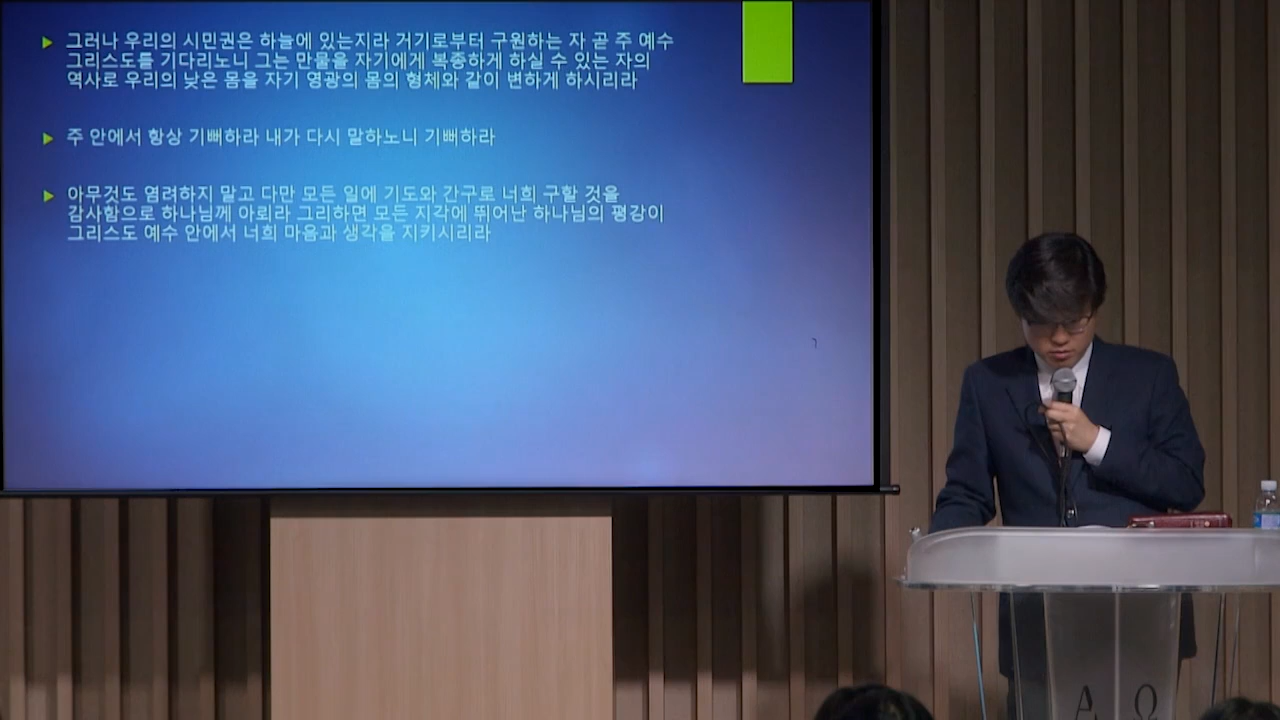 그러나 우리의 시민권은 하늘에 있는지라 거기로부터 구원하는 자 곧 주 예수
그리스도를 기다리노니 그는 만물을 자기에게 복종하게 하실 수 있는 자의
역사로 우리의 낮은 몸을 자기 영광의 몸의 형체와 같이 변하게 하시리라
주 안에서 항상 기뻐하라 내가 다시 말하노니 기뻐하라
아무것도 염려하지 말고 다만 모든 일에 기도와 간구로 너희 구할 것을
감사함으로 하나님께 아뢰라 그리하면 모든 지각에 뛰어난 하나님의 평강이
그리스도 예수 안에서 너희 마음과 생각을 지키시리라